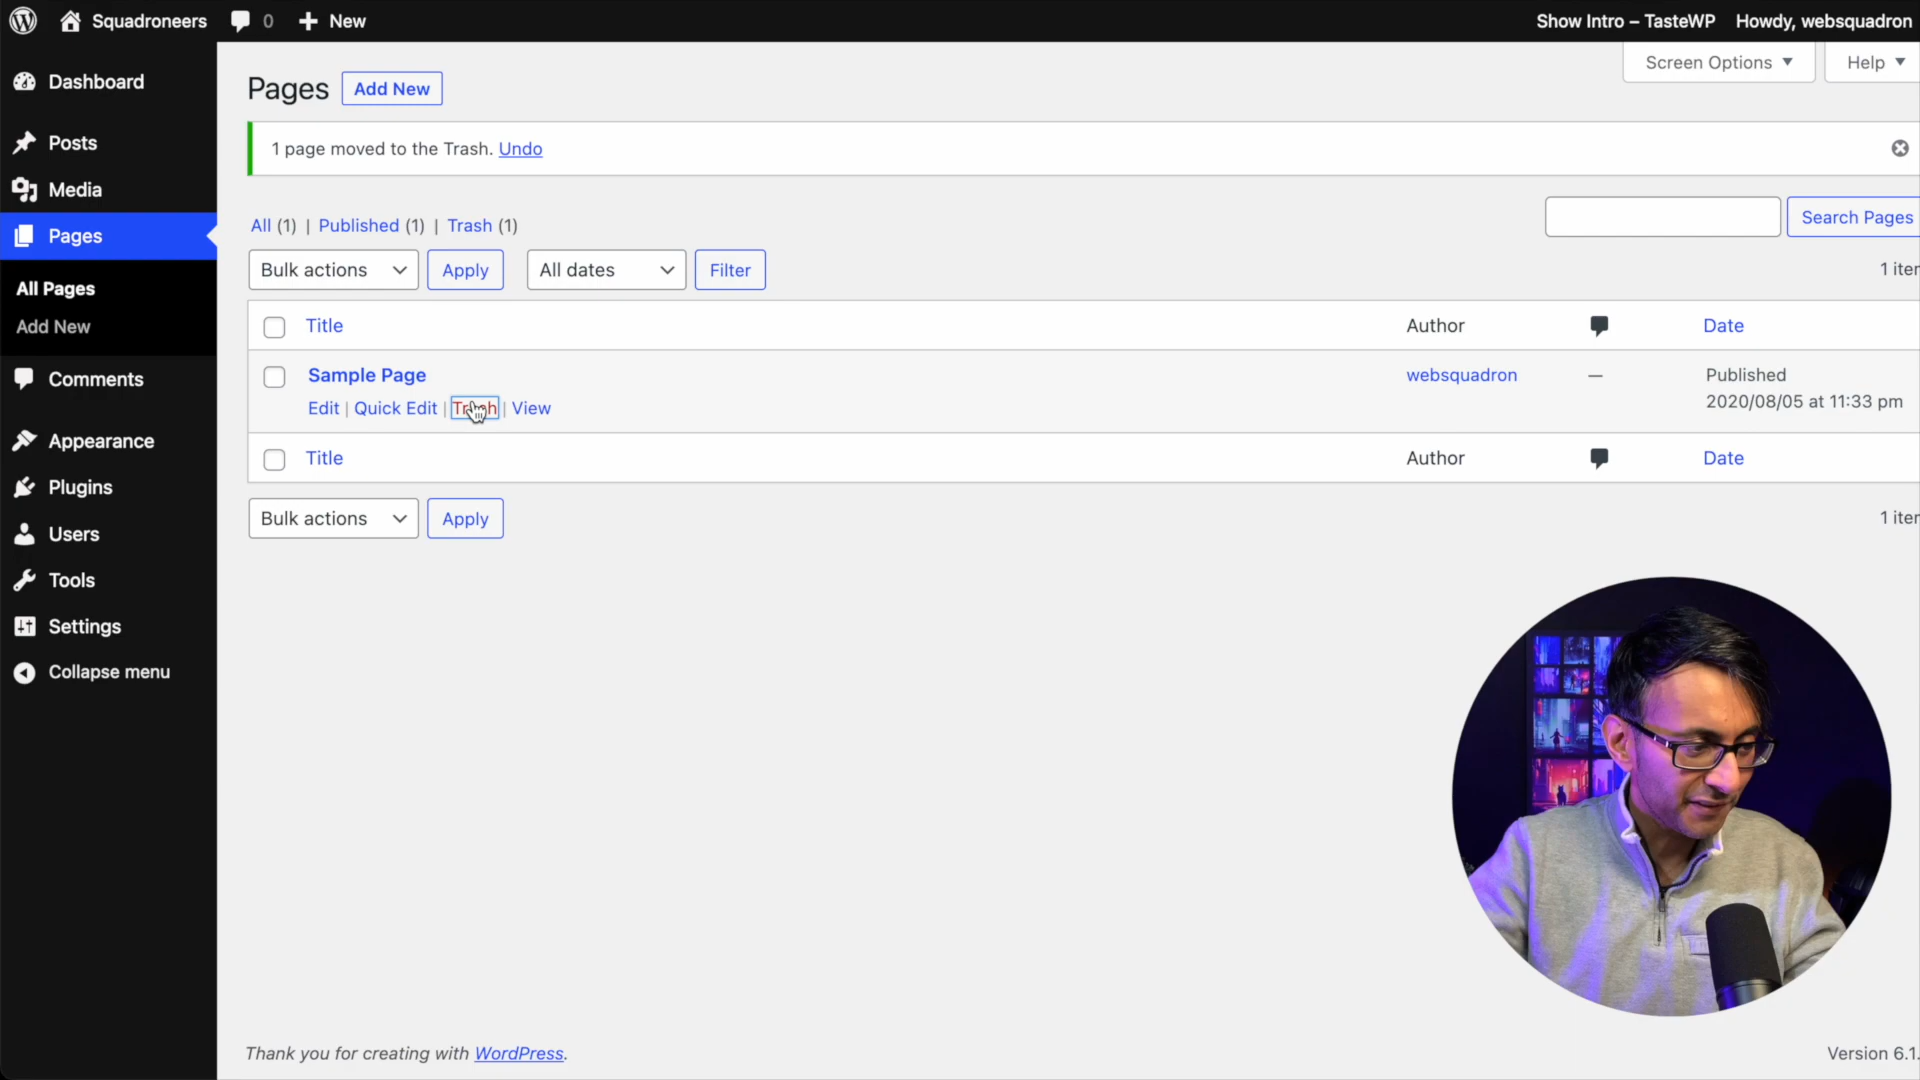 Squadroneers 0 New Show Intro – TasteWP Howdy, websquadron
Dashboard
Posts
Media
Pages
All Pages
Add New
Comments
Appearance
Plugins
Users
Tools
Settings
Collapse menu
Screen Options Help
Pages Add New
1 page moved to the Trash. Undo
All (1) | Published (1) | Trash (1)
Search Pages
Bulk actions Apply All dates Filter 1 iter
Title Author Date
Sample Page websquadron — Published
Edit | Quick Edit | Trash | View 2020/08/05 at 11:33 pm
Title Author Date
Bulk actions Apply 1 iter
Thank you for creating with WordPress. Version 6.1.